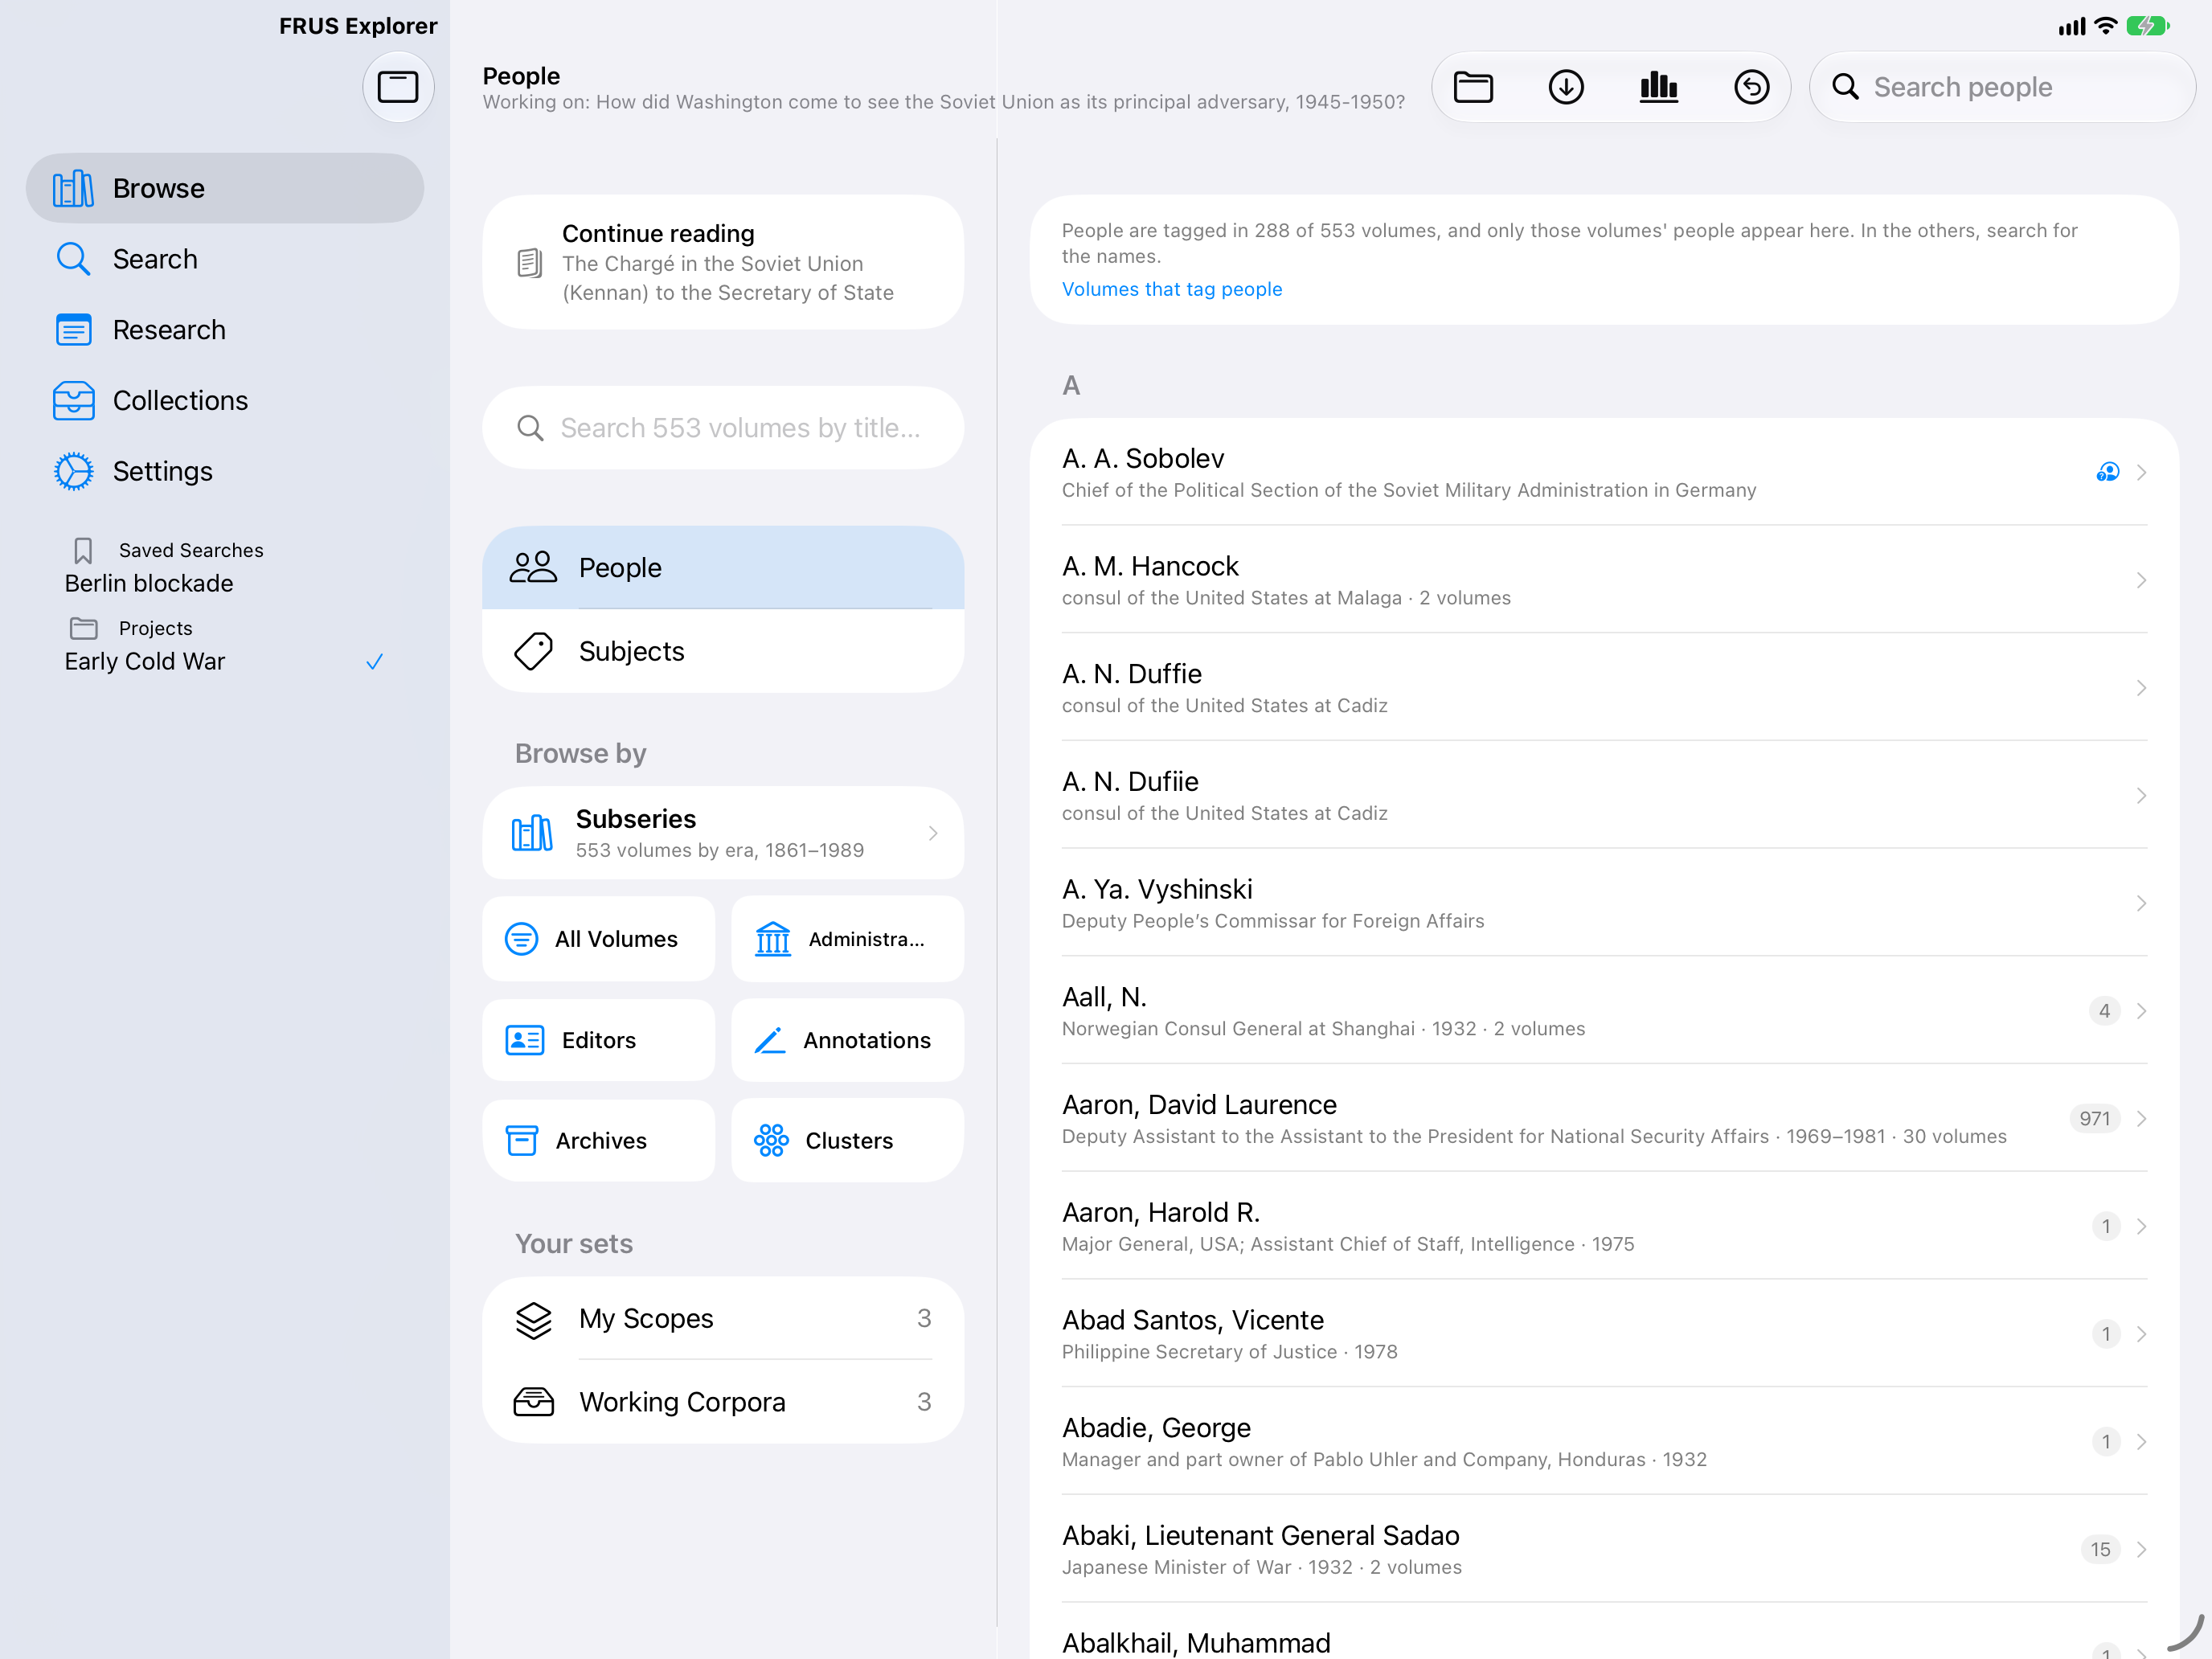 FRUS Explorer
Browse
Search
Research
Collections
Settings
Saved Searches
Berlin blockade
Projects
Early Cold War
People
Working on: How did Washington come to see the Soviet Union as its principal adversary, 1945-1950?
Search people
Continue reading
The Chargé in the Soviet Union
(Kennan) to the Secretary of State
Search 553 volumes by title...
People
Subjects
Browse by
Subseries
553 volumes by era, 1861–1989
All Volumes
Administra...
Editors
Annotations
Archives
Clusters
Your sets
My Scopes 3
Working Corpora 3
People are tagged in 288 of 553 volumes, and only those volumes' people appear here. In the others, search for
the names.
Volumes that tag people
A
A. A. Sobolev
Chief of the Political Section of the Soviet Military Administration in Germany
A. M. Hancock
consul of the United States at Malaga · 2 volumes
A. N. Duffie
consul of the United States at Cadiz
A. N. Dufiie
consul of the United States at Cadiz
A. Ya. Vyshinski
Deputy People’s Commissar for Foreign Affairs
Aall, N.
Norwegian Consul General at Shanghai · 1932 · 2 volumes
4
Aaron, David Laurence
Deputy Assistant to the Assistant to the President for National Security Affairs · 1969–1981 · 30 volumes
971
Aaron, Harold R.
Major General, USA; Assistant Chief of Staff, Intelligence · 1975
1
Abad Santos, Vicente
Philippine Secretary of Justice · 1978
1
Abadie, George
Manager and part owner of Pablo Uhler and Company, Honduras · 1932
1
Abaki, Lieutenant General Sadao
Japanese Minister of War · 1932 · 2 volumes
15
Abalkhail, Muhammad
1